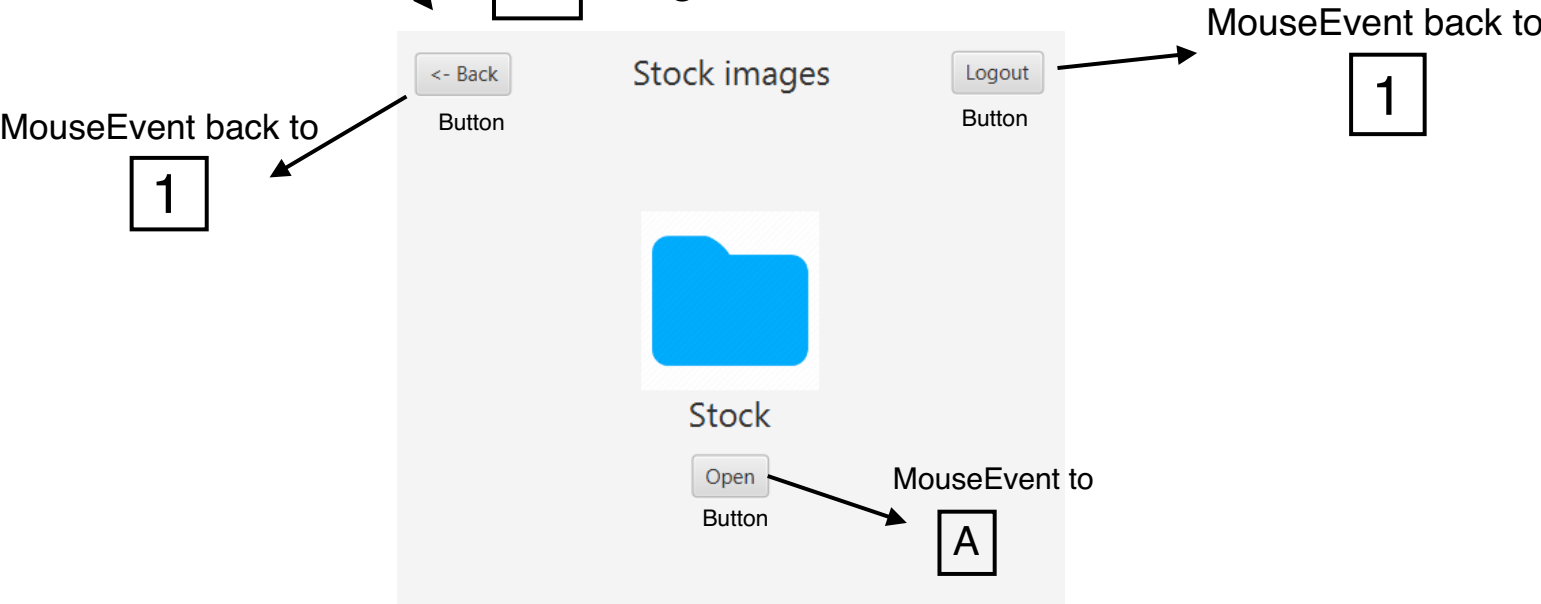 MouseEvent back to
1
<- Back
Stock images
Logout
Button
Button
MouseEvent back to
1
Stock
Open
Button
MouseEvent to
A